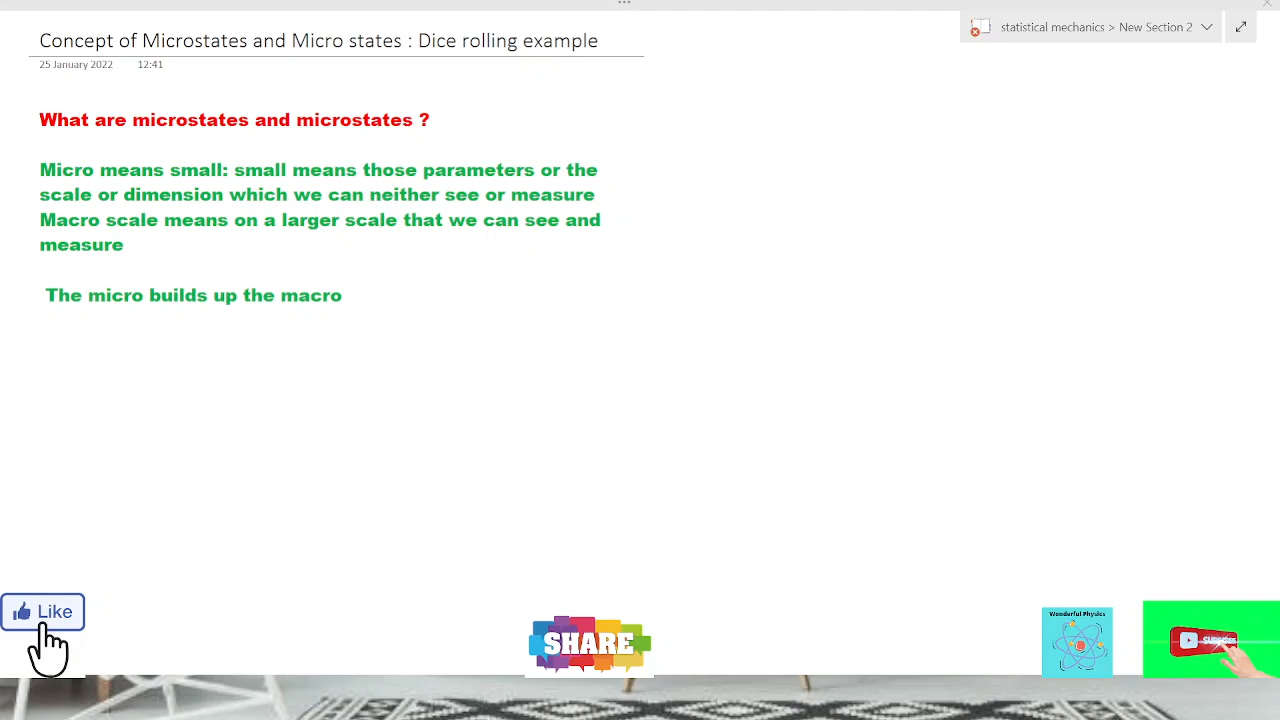 Concept of Microstates and Micro states : Dice rolling example
statistical mechanics > New Section 2
25 January 2022 12:41
What are microstates and microstates ?
Micro means small: small means those parameters or the
scale or dimension which we can neither see or measure
Macro scale means on a larger scale that we can see and
measure
The micro builds up the macro
Like
SHARE
Wonderful Physics
SUBSCRIBE